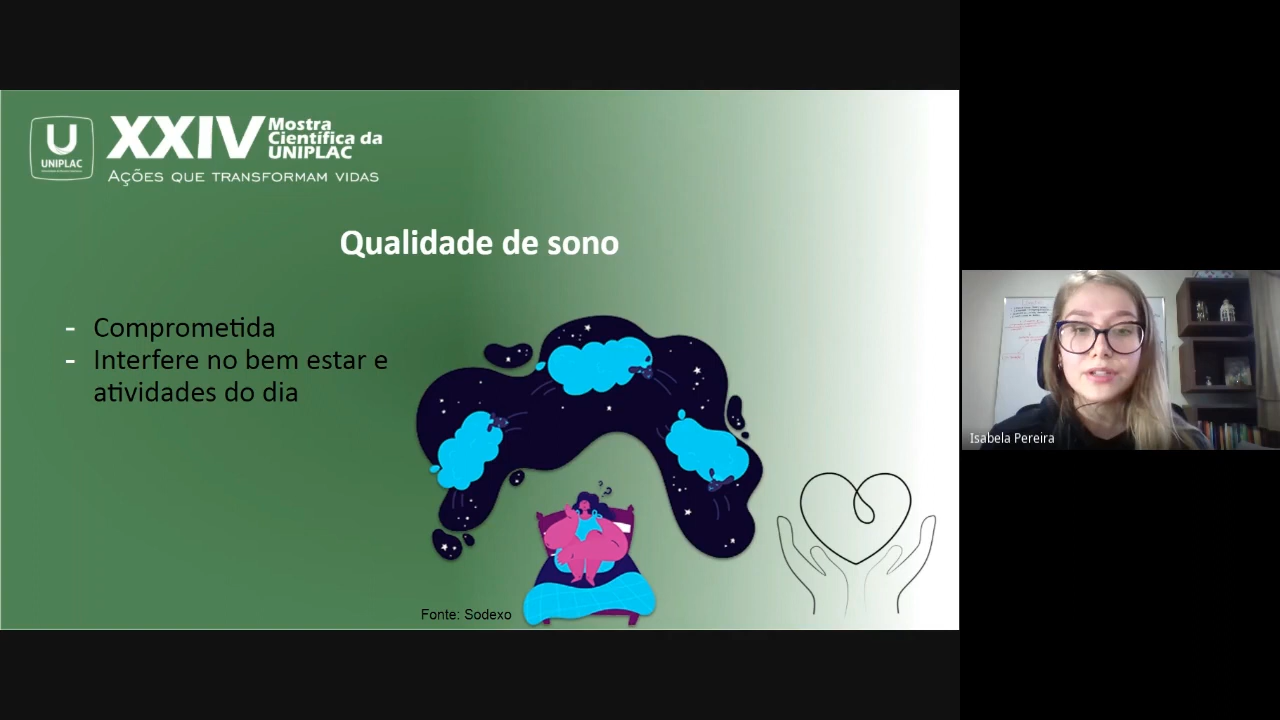 U
UNIPLAC
XXIV Mostra
Científica da
UNIPLAC
AÇÕES QUE TRANSFORMAM VIDAS
Qualidade de sono
- Comprometida
- Interfere no bem estar e
atividades do dia
Fonte: Sodexo
Isabela Pereira